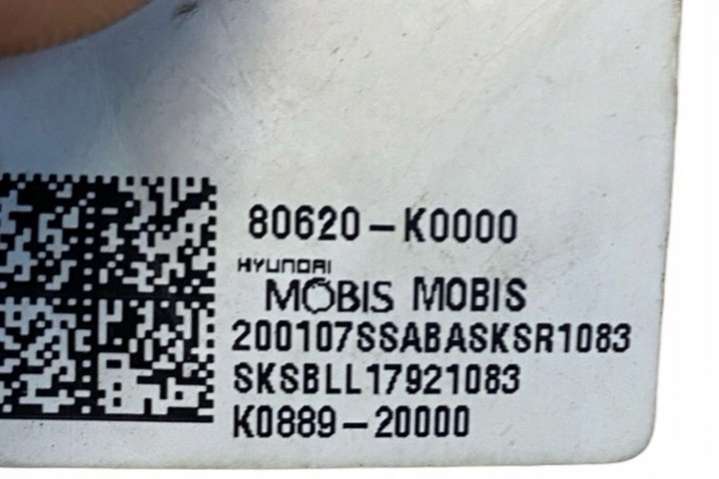 80620-K0000
HYUNDAI
MOBIS MOBIS
200107SSABASKSR1083
SKSBLL17921083
K0889-20000